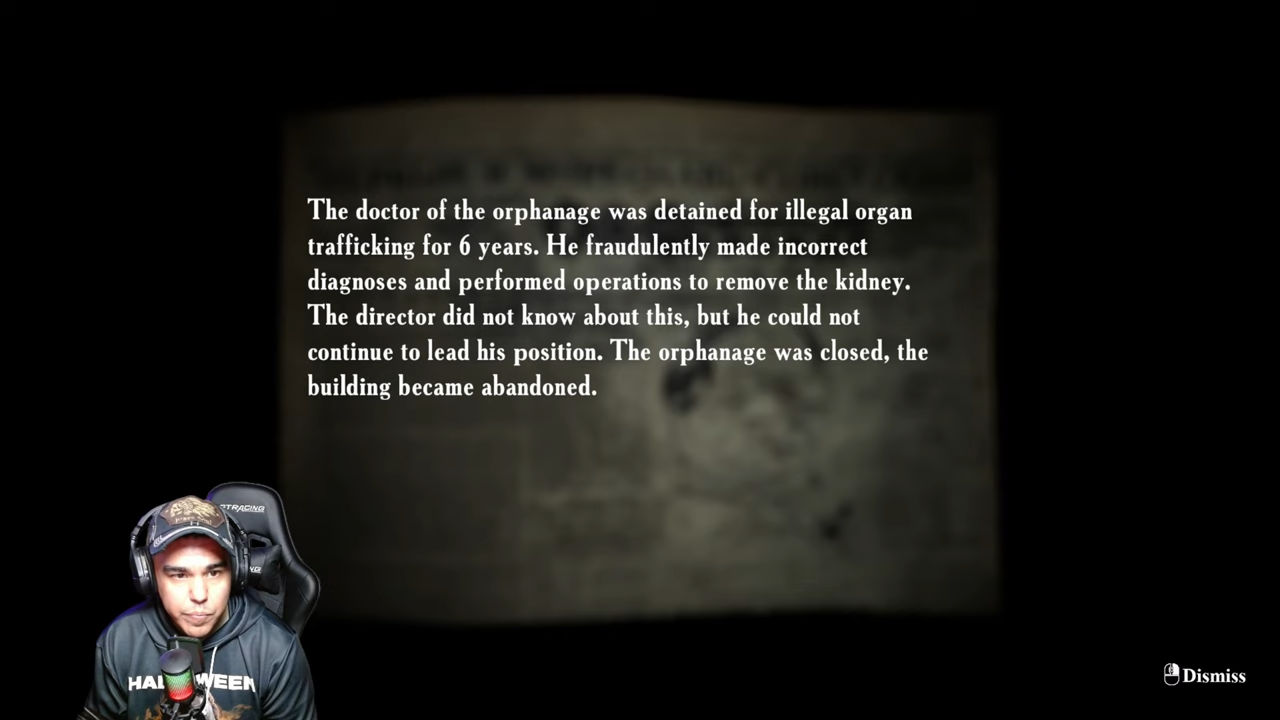 The doctor of the orphanage was detained for illegal organ
trafficking for 6 years. He fraudulently made incorrect
diagnoses and performed operations to remove the kidney.
The director did not know about this, but he could not
continue to lead his position. The orphanage was closed, the
building became abandoned.
HALLOWEEN
Dismiss